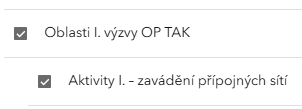 Oblasti I. výzvy OP TAK
Aktivity I. - zavádění přípojných sítí